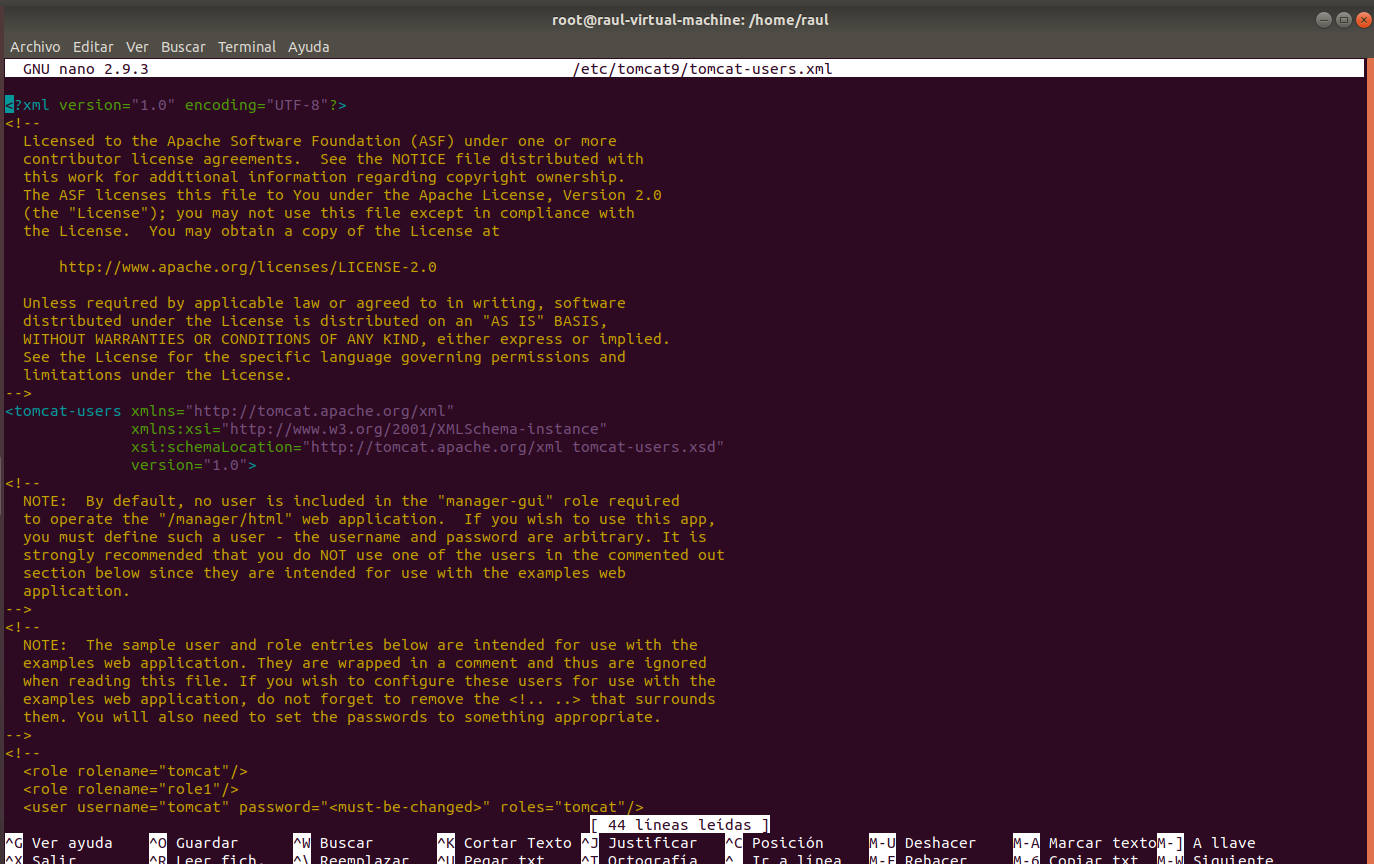 root@raul-virtual-machine: /home/raul
Archivo Editar Ver Buscar Terminal Ayuda
GNU nano 2.9.3 /etc/tomcat9/tomcat-users.xml
<?xml version="1.0" encoding="UTF-8"?>
<!--
  Licensed to the Apache Software Foundation (ASF) under one or more
  contributor license agreements.  See the NOTICE file distributed with
  this work for additional information regarding copyright ownership.
  The ASF licenses this file to You under the Apache License, Version 2.0
  (the "License"); you may not use this file except in compliance with
  the License.  You may obtain a copy of the License at
      http://www.apache.org/licenses/LICENSE-2.0
  Unless required by applicable law or agreed to in writing, software
  distributed under the License is distributed on an "AS IS" BASIS,
  WITHOUT WARRANTIES OR CONDITIONS OF ANY KIND, either express or implied.
  See the License for the specific language governing permissions and
  limitations under the License.
-->
<tomcat-users xmlns="http://tomcat.apache.org/xml"
              xmlns:xsi="http://www.w3.org/2001/XMLSchema-instance"
              xsi:schemaLocation="http://tomcat.apache.org/xml tomcat-users.xsd"
              version="1.0">
<!--
  NOTE:  By default, no user is included in the "manager-gui" role required
  to operate the "/manager/html" web application.  If you wish to use this app,
  you must define such a user - the username and password are arbitrary. It is
  strongly recommended that you do NOT use one of the users in the commented out
  section below since they are intended for use with the examples web
  application.
-->
<!--
  NOTE:  The sample user and role entries below are intended for use with the
  examples web application. They are wrapped in a comment and thus are ignored
  when reading this file. If you wish to configure these users for use with the
  examples web application, do not forget to remove the <!.. ..> that surrounds
  them. You will also need to set the passwords to something appropriate.
-->
<!--
  <role rolename="tomcat"/>
  <role rolename="role1"/>
  <user username="tomcat" password="<must-be-changed>" roles="tomcat"/>
[ 44 líneas leídas ]
^G Ver ayuda ^O Guardar ^W Buscar ^K Cortar Texto ^J Justificar ^C Posición M-U Deshacer M-A Marcar texto M-] A llave
^X Salir ^R Leer fich. ^\ Reemplazar ^U Pegar txt ^T Ortografía ^_ Ir a línea M-E Rehacer M-6 Copiar txt M-W Siguiente